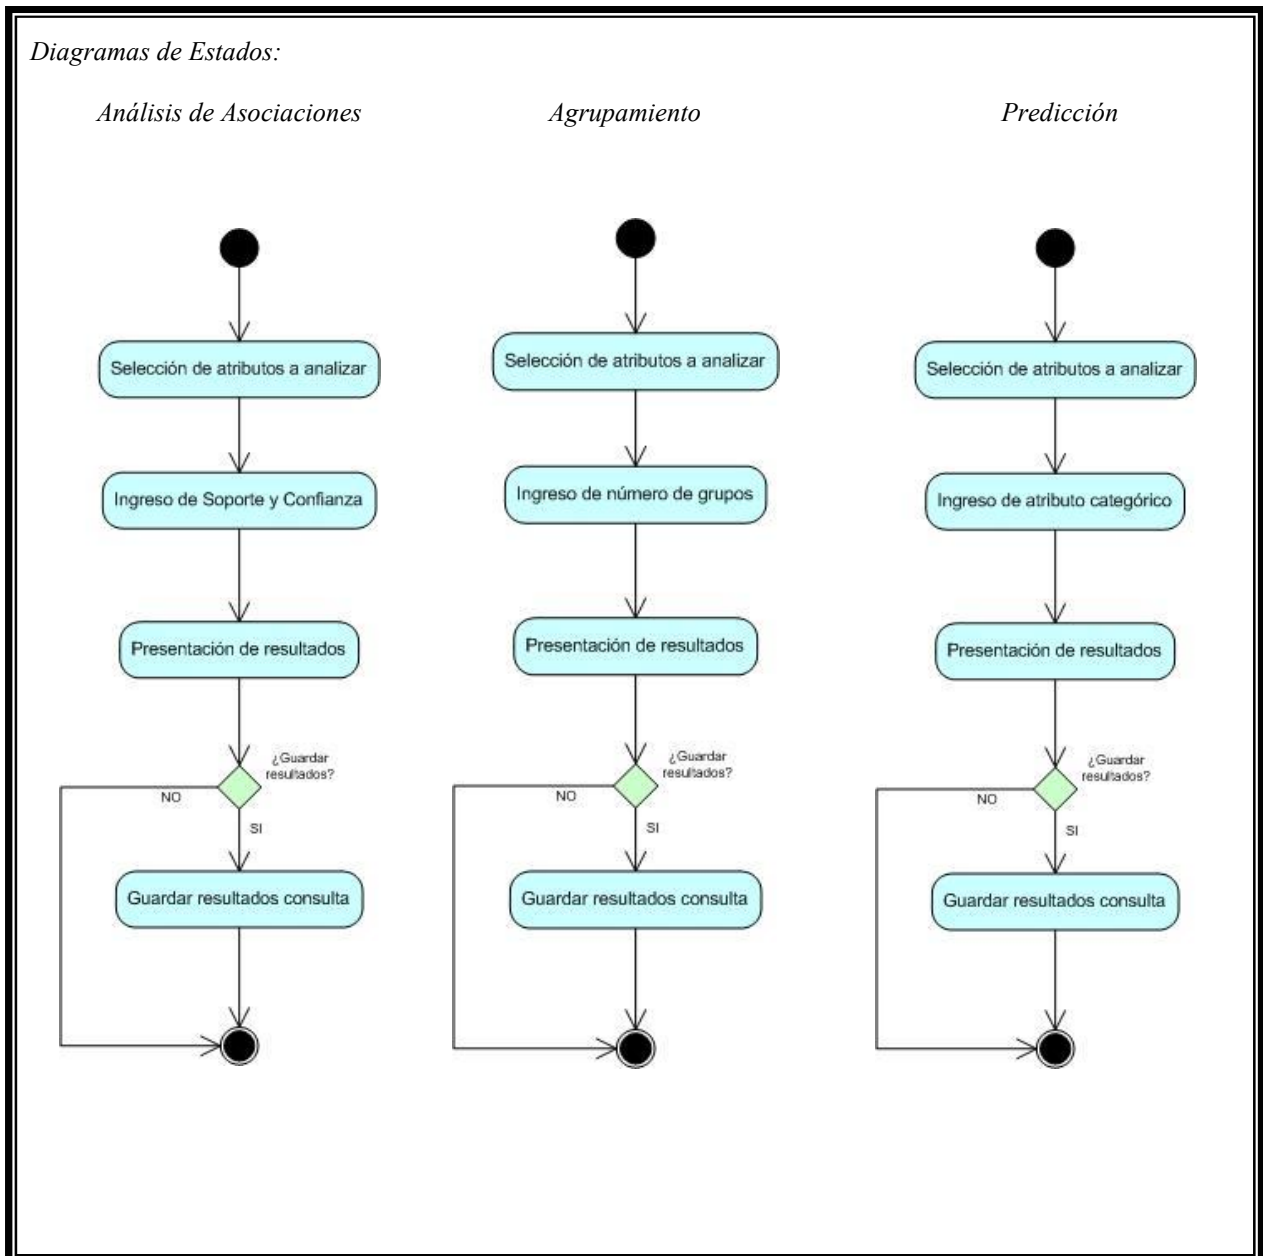 Diagramas de Estados:
Análisis de Asociaciones
Agrupamiento
Predicción
Selección de atributos a analizar
Ingreso de Soporte y Confianza
Presentación de resultados
¿Guardar
resultados?
NO
SI
Guardar resultados consulta
Selección de atributos a analizar
Ingreso de número de grupos
Presentación de resultados
¿Guardar
resultados?
NO
SI
Guardar resultados consulta
Selección de atributos a analizar
Ingreso de atributo categórico
Presentación de resultados
¿Guardar
resultados?
NO
SI
Guardar resultados consulta